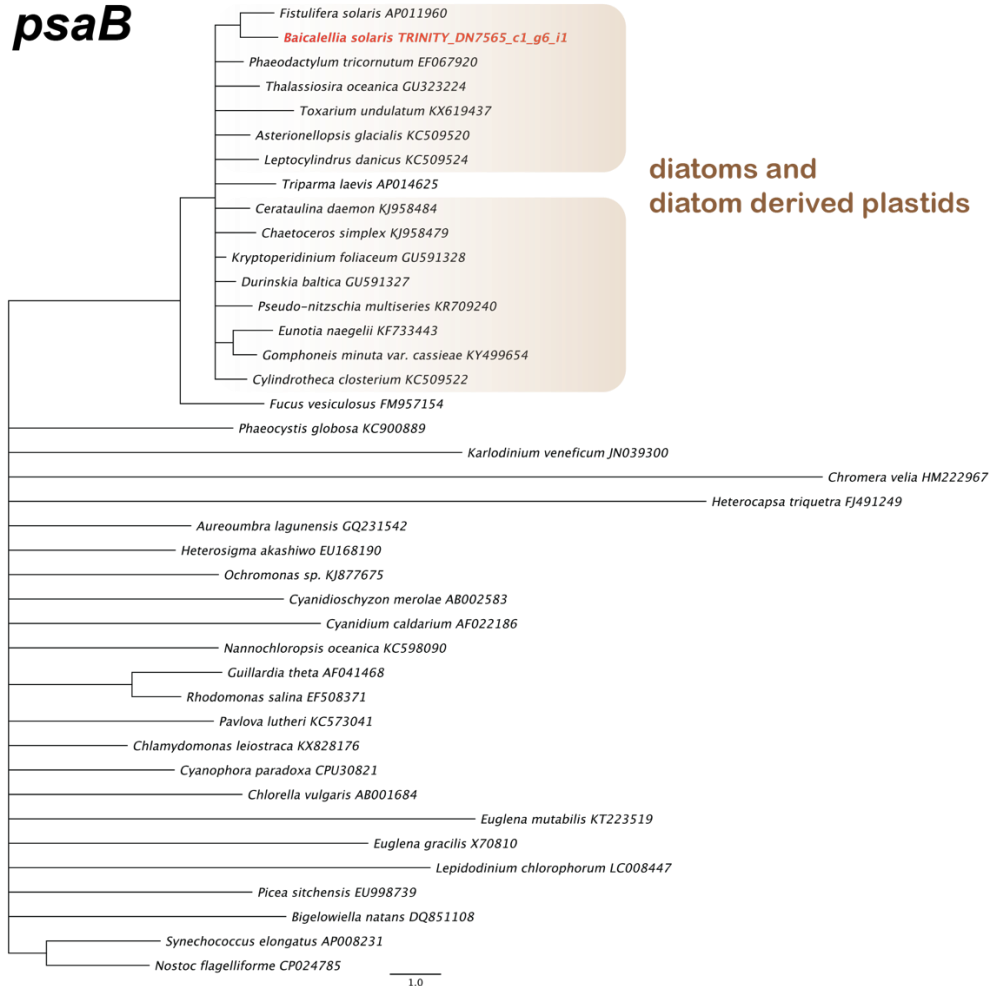 psaB
Fistulifera solaris AP011960
Baicalellia solaris TRINITY_DN7565_c1_g6_i1
Phaeodactylum tricornutum EF067920
Thalassiosira oceanica GU323224
Toxarium undulatum KX619437
Asterionellopsis glacialis KC509520
Leptocylindrus danicus KC509524
diatoms and
diatom derived plastids
Triparma laevis AP014625
Cerataulina daemon KJ958484
Chaetoceros simplex KJ958479
Kryptoperidinium foliaceum GU591328
Durinskia baltica GU591327
Pseudo-nitzschia multiseries KR709240
Eunotia naegelii KF733443
Gomphoneis minuta var. cassieae KY499654
Cylindrotheca closterium KC509522
Fucus vesiculosus FM957154
Phaeocystis globosa KC900889
Karlodinium veneficum JN039300
Chromera velia HM222967
Heterocapsa triquetra FJ491249
Aureoumbra lagunensis GQ231542
Heterosigma akashiwo EU168190
Ochromonas sp. KJ877675
Cyanidioschyzon merolae AB002583
Cyanidium caldarium AF022186
Nannochloropsis oceanica KC598090
Guillardia theta AF041468
Rhodomonas salina EF508371
Pavlova lutheri KC573041
Chlamydomonas leiostraca KX828176
Cyanophora paradoxa CPU30821
Chlorella vulgaris AB001684
Euglena mutabilis KT223519
Euglena gracilis X70810
Lepidodinium chlorophorum LC008447
Picea sitchensis EU998739
Bigelowiella natans DQ851108
Synechococcus elongatus AP008231
Nostoc flagelliforme CP024785
1.0